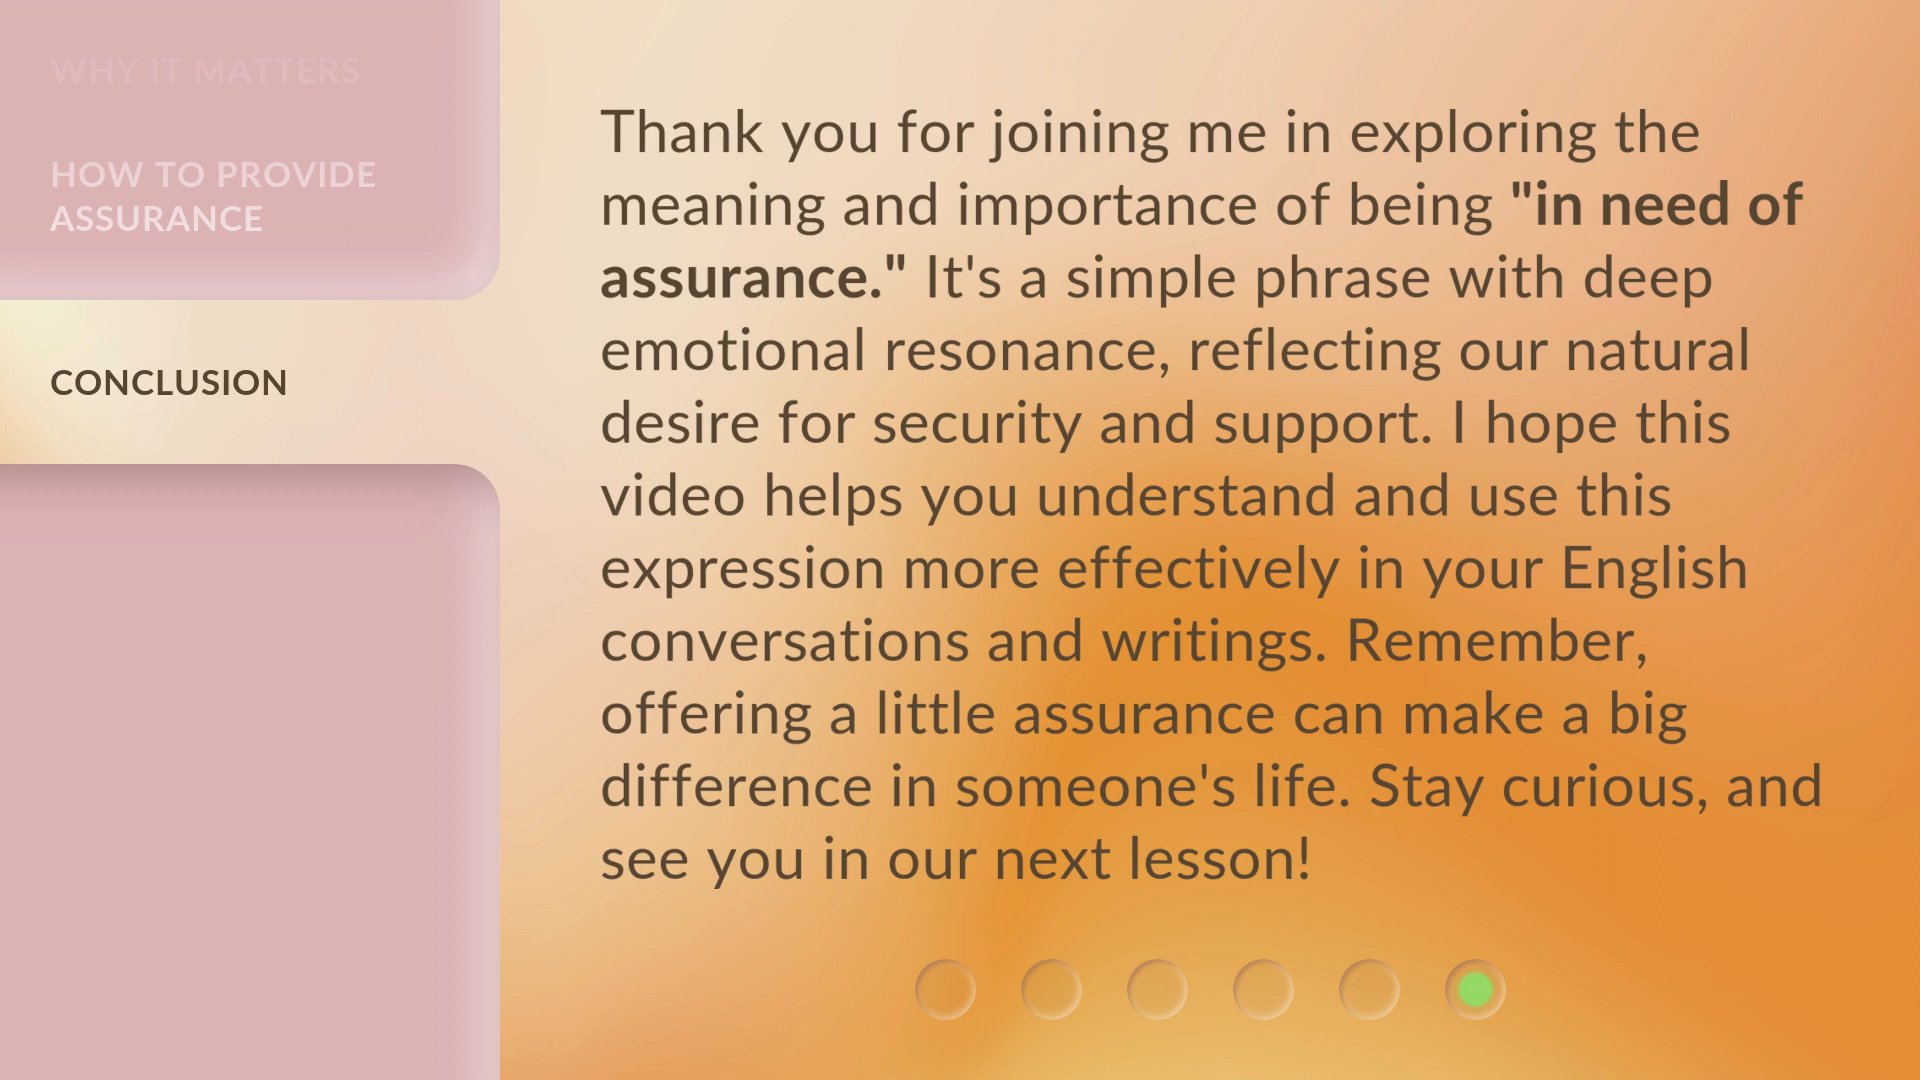 WHY IT MATTERS
HOW TO PROVIDE
ASSURANCE
CONCLUSION
Thank you for joining me in exploring the
meaning and importance of being "in need of
assurance." It's a simple phrase with deep
emotional resonance, reflecting our natural
desire for security and support. I hope this
video helps you understand and use this
expression more effectively in your English
conversations and writings. Remember,
offering a little assurance can make a big
difference in someone's life. Stay curious, and
see you in our next lesson!